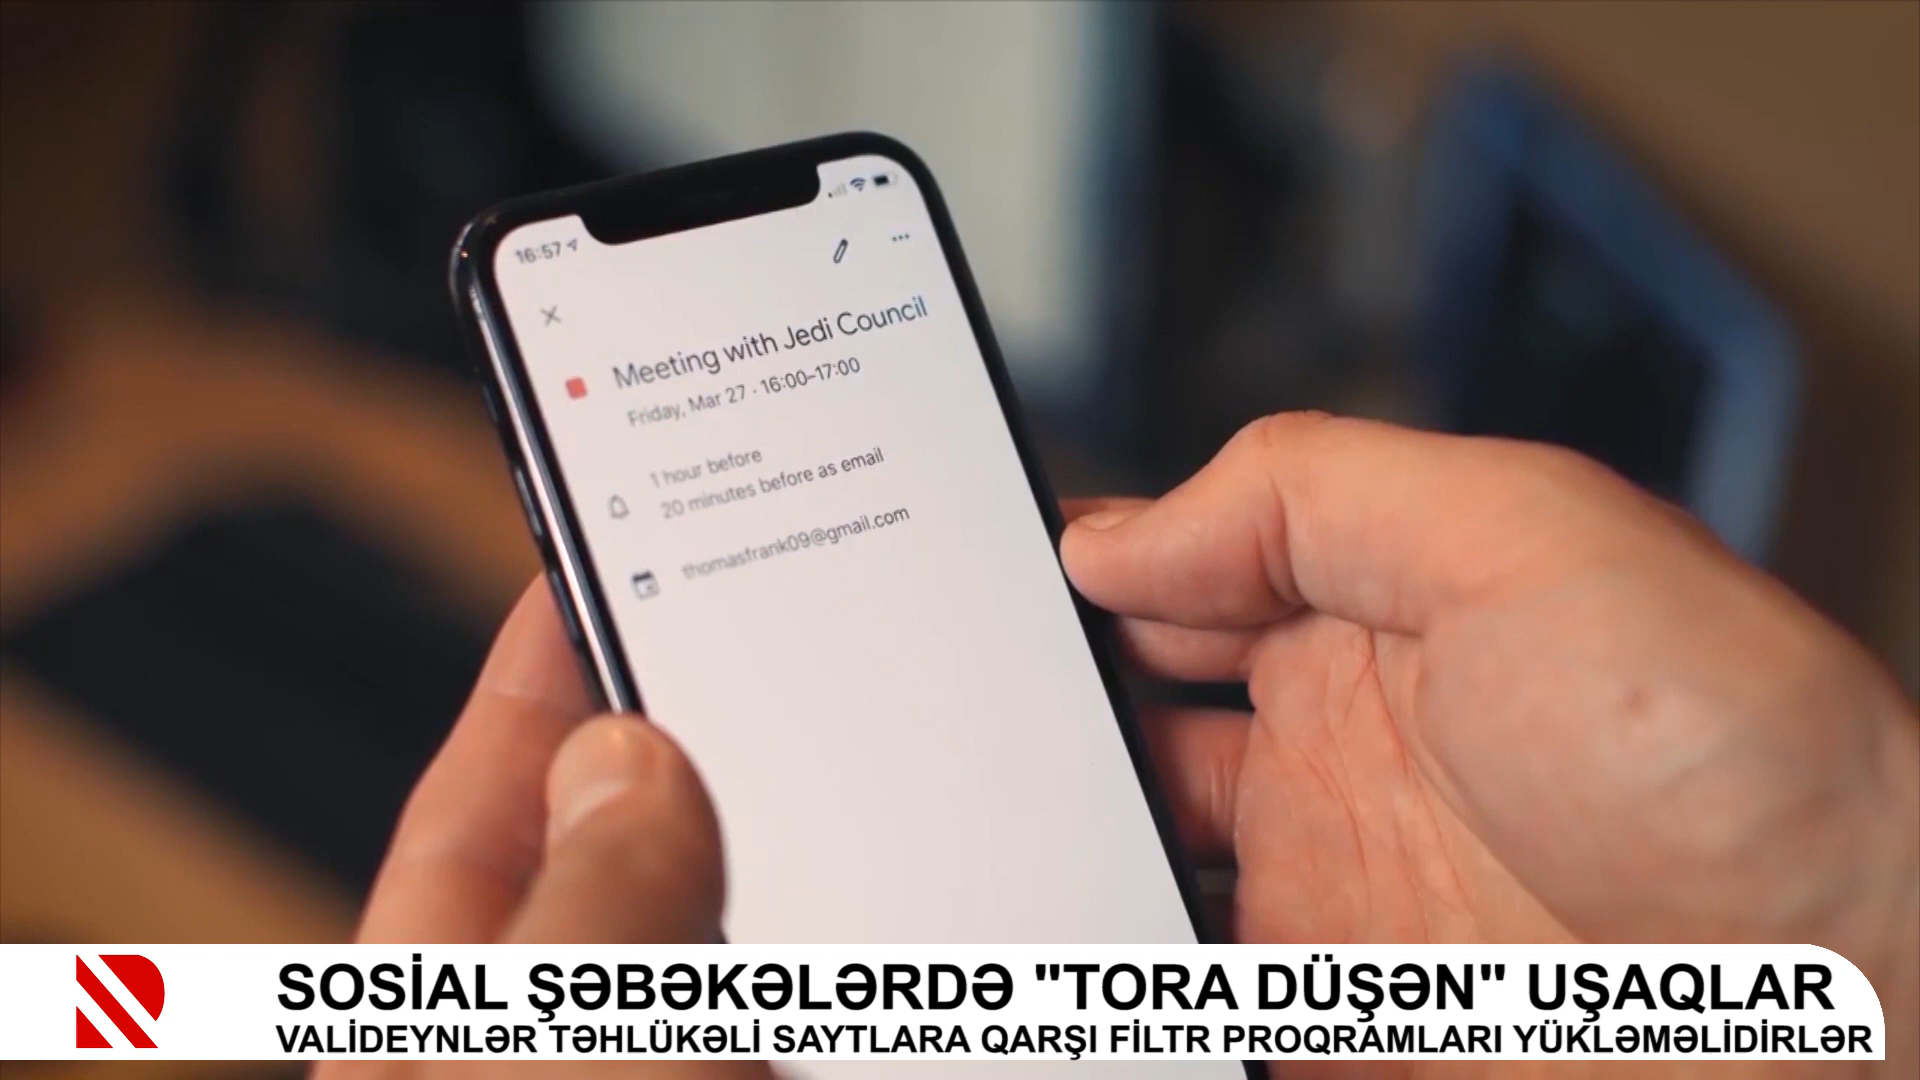 16:57
Meeting with Jedi Council
Friday, Mar 27 · 16:00–17:00
1 hour before
20 minutes before as email
thomasfrank09@gmail.com
SOSİAL ŞƏBƏKƏLƏRDƏ "TORA DÜŞƏN" UŞAQLAR
VALİDEYNLƏR TƏHLÜKƏLİ SAYTLARA QARŞI FİLTR PROQRAMLARI YÜKLƏMƏLİDİRLƏR